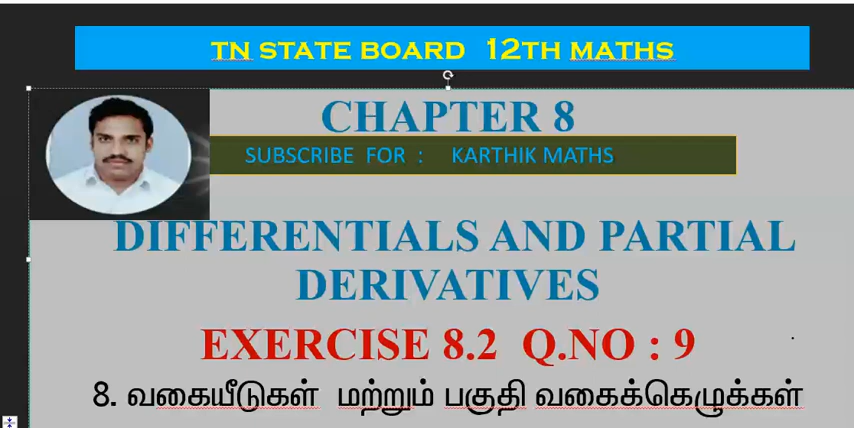 TN STATE BOARD 12TH MATHS
CHAPTER 8
SUBSCRIBE FOR : KARTHIK MATHS
DIFFERENTIALS AND PARTIAL
DERIVATIVES
EXERCISE 8.2 Q.NO : 9
8. வகையீடுகள் மற்றும் பகுதி வகைக்கெழுக்கள்